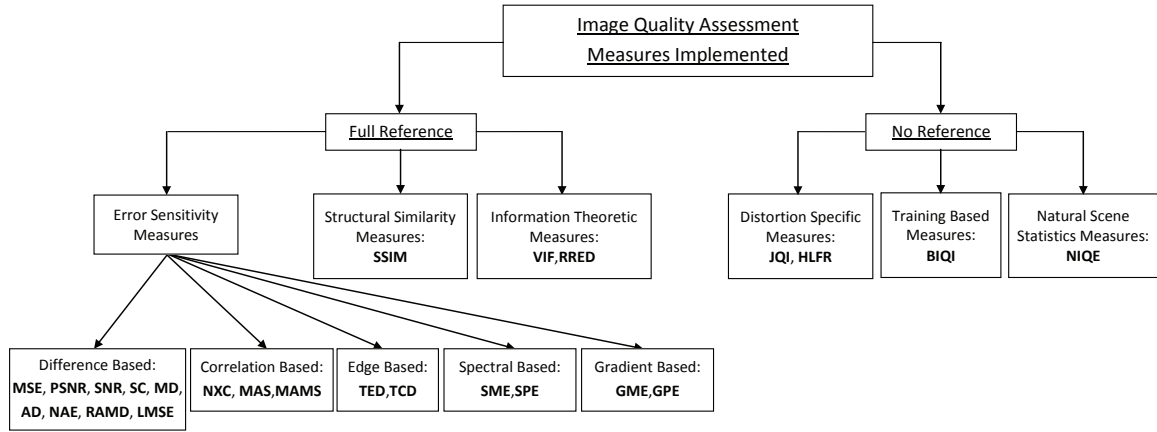 Image Quality Assessment
Measures Implemented
Full Reference
No Reference
Error Sensitivity
Measures
Structural Similarity
Measures:
SSIM
Information Theoretic
Measures:
VIF,RRED
Distortion Specific
Measures:
JQI, HLFR
Training Based
Measures:
BIQI
Natural Scene
Statistics Measures:
NIQE
Difference Based:
MSE, PSNR, SNR, SC, MD,
AD, NAE, RAMD, LMSE
Correlation Based:
NXC, MAS,MAMS
Edge Based:
TED,TCD
Spectral Based:
SME,SPE
Gradient Based:
GME,GPE